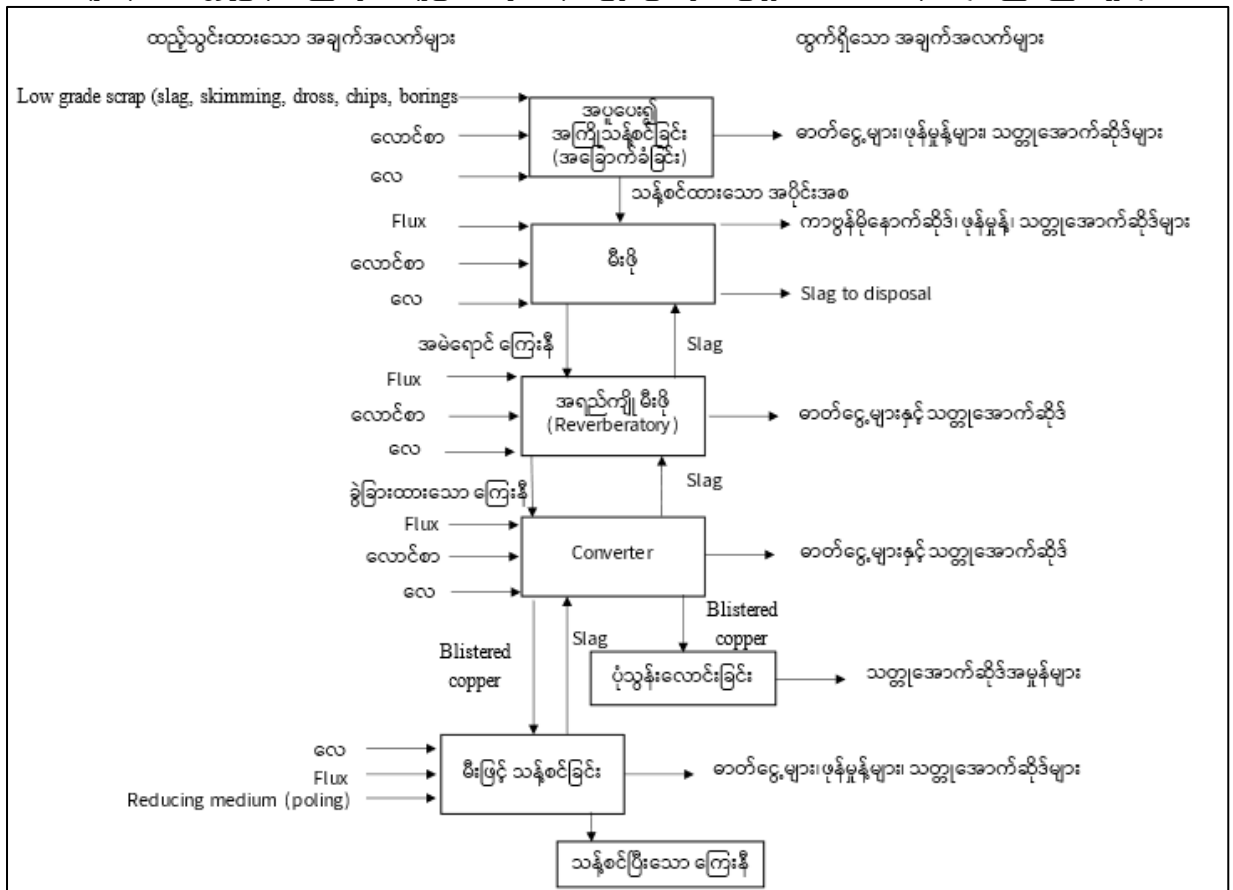 ထည့်သွင်းထားသော အချက်အလက်များ
ထွက်ရှိသော အချက်အလက်များ
Low grade scrap (slag, skimming, dross, chips, borings
လောင်စာ
လေ
အပူပေး၍
အကြိုသန့်စင်ခြင်း
(အခြောက်ခံခြင်း)
ဓာတ်ငွေ့များ၊ဖုန်မှုန့်များ၊ သတ္တုအောက်ဆိုဒ်များ
သန့်စင်ထားသော အပိုင်းအစ
Flux
လောင်စာ
လေ
မီးဖို
ကာဗွန်မိုနောက်ဆိုဒ်၊ ဖုန်မှုန့်၊ သတ္တုအောက်ဆိုဒ်များ
Slag to disposal
အမဲရောင် ကြေးနီ
Slag
Flux
လောင်စာ
လေ
အရည်ကျို မီးဖို
(Reverberatory)
ဓာတ်ငွေ့များနှင့်သတ္တုအောက်ဆိုဒ်
ခွဲခြားထားသော ကြေးနီ
Slag
Flux
လောင်စာ
လေ
Converter
ဓာတ်ငွေ့များနှင့်သတ္တုအောက်ဆိုဒ်
Blistered
copper
Slag
Blistered
copper
ပုံသွန်းလောင်းခြင်း
သတ္တုအောက်ဆိုဒ်အမှုန်များ
လေ
Flux
Reducing medium (poling)
မီးဖြင့် သန့်စင်ခြင်း
ဓာတ်ငွေ့များ၊ဖုန်မှုန့်များ၊ သတ္တုအောက်ဆိုဒ်များ
သန့်စင်ပြီးသော ကြေးနီ